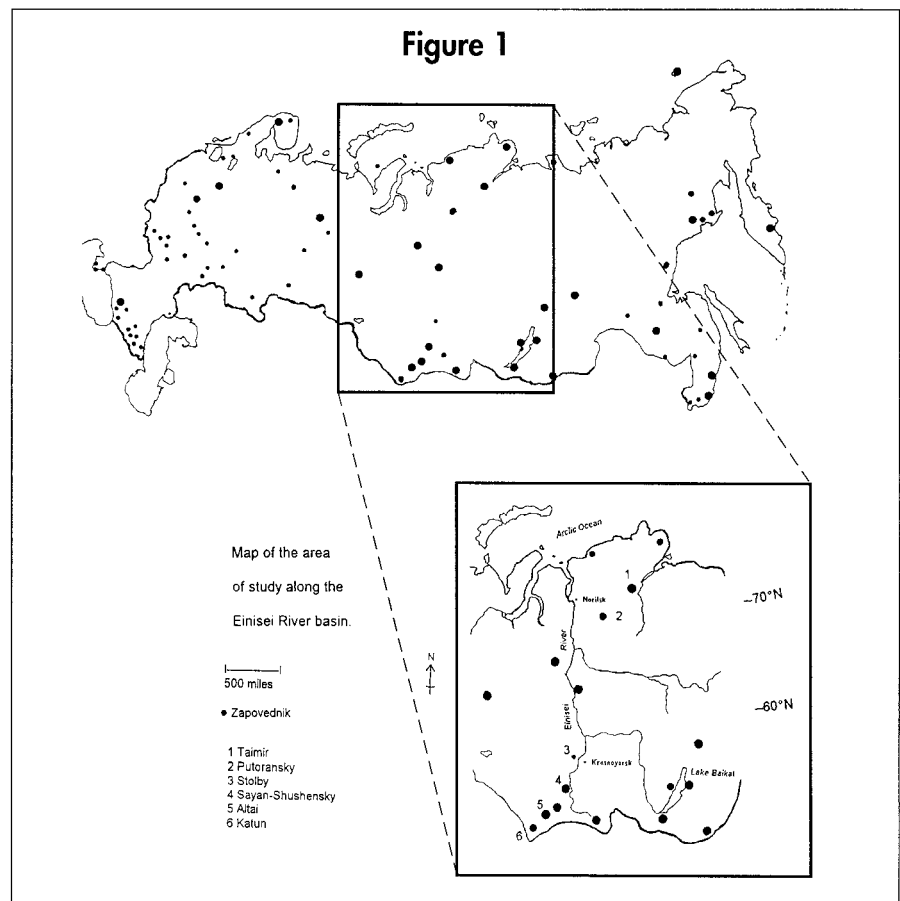 Figure 1
Map of the area
of study along the
Einisei River basin.
N
500 miles
Zapovednik
1 Taimir
2 Putoransky
3 Stolby
4 Sayan-Shushensky
5 Altai
6 Katun
Arctic Ocean
1
Norilsk
2
~70°N
River
Einisei
~60°N
3
Krasnoyarsk
Lake Baikal
4
5
6